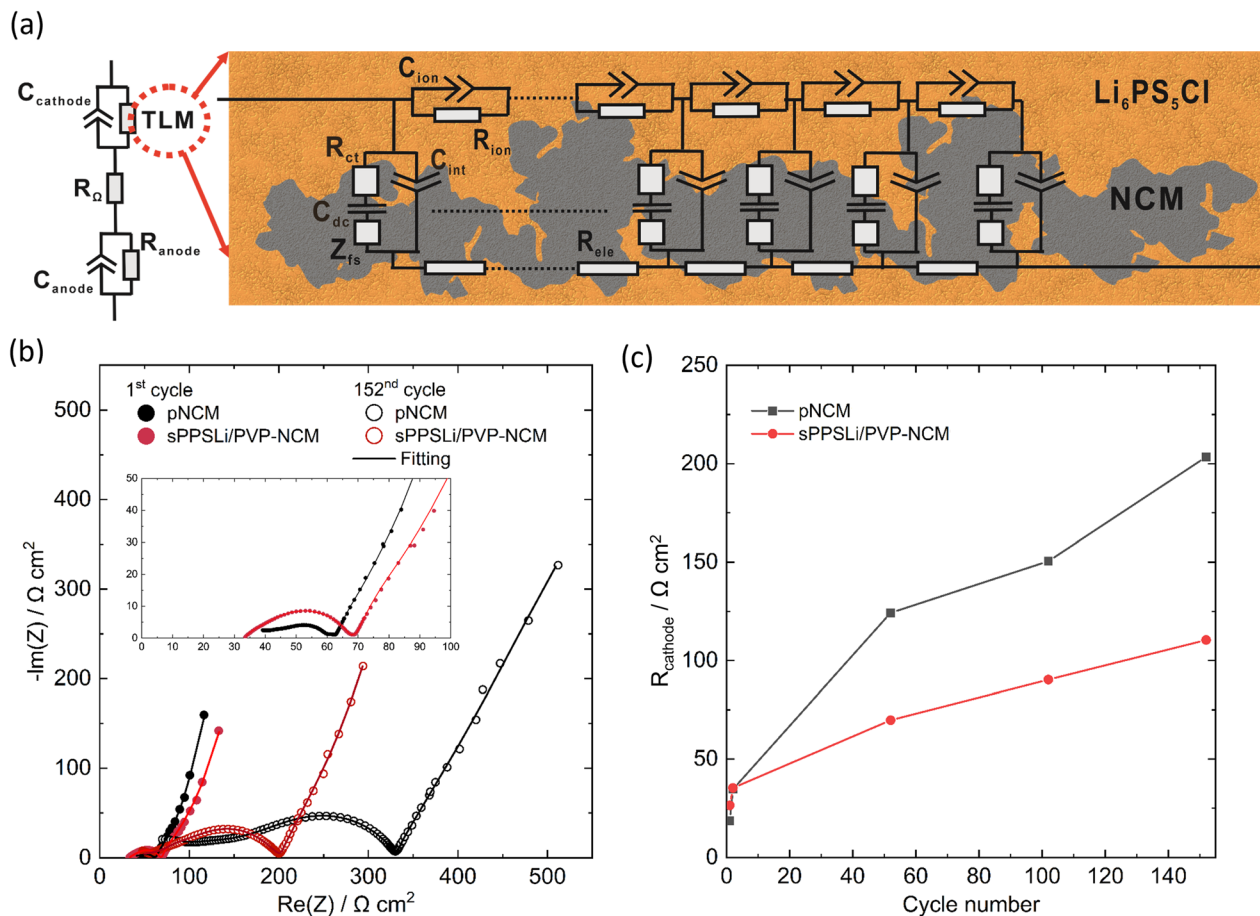 (a)
C_cathode
TLM
R_Ω
R_anode
C_anode
C_ion
R_ion
Li₆PS₅Cl
R_ct
C_int
C_dc
Z_fs
R_ele
NCM
(b)
1st cycle 152nd cycle
pNCM pNCM
sPPSLi/PVP-NCM sPPSLi/PVP-NCM
Fitting
500
400
300
200
100
0
-Im(Z) / Ω cm²
50
40
30
20
10
0
0 10 20 30 40 50 60 70 80 90 100
0 100 200 300 400 500
Re(Z) / Ω cm²
(c)
pNCM
sPPSLi/PVP-NCM
250
200
150
100
50
0
R_cathode / Ω cm²
0 20 40 60 80 100 120 140
Cycle number